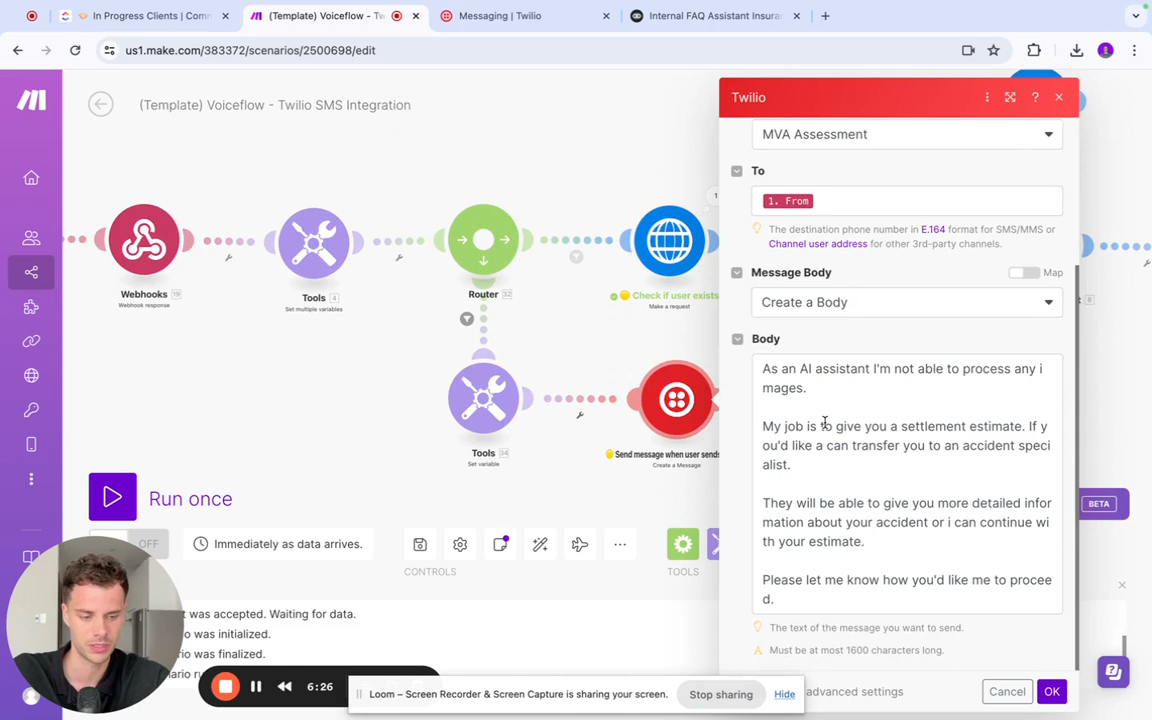 In Progress Clients | Comm
(Template) Voiceflow - Tw
Messaging | Twilio
Internal FAQ Assistant Insuran
us1.make.com/383372/scenarios/2500698/edit
(Template) Voiceflow - Twilio SMS Integration
Twilio
MVA Assessment
To
1. From
The destination phone number in E.164 format for SMS/MMS or
Channel user address for other 3rd-party channels.
Message Body
Map
Create a Body
Body
As an AI assistant I'm not able to process any i
mages.
My job is to give you a settlement estimate. If y
ou'd like a can transfer you to an accident speci
alist.
They will be able to give you more detailed infor
mation about your accident or i can continue wi
th your estimate.
Please let me know how you'd like me to procee
d.
The text of the message you want to send.
Must be at most 1600 characters long.
advanced settings
Cancel
OK
Webhooks 19
Webhook response
Tools 4
Set multiple variables
Router 32
Check if user exists
Make a request
1
8
Tools 34
Set variable
Send message when user sends
Create a Message
Run once
BETA
OFF
Immediately as data arrives.
CONTROLS
TOOLS
t was accepted. Waiting for data.
rio was initialized.
rio was finalized.
6:26
Loom – Screen Recorder & Screen Capture is sharing your screen.
Stop sharing
Hide